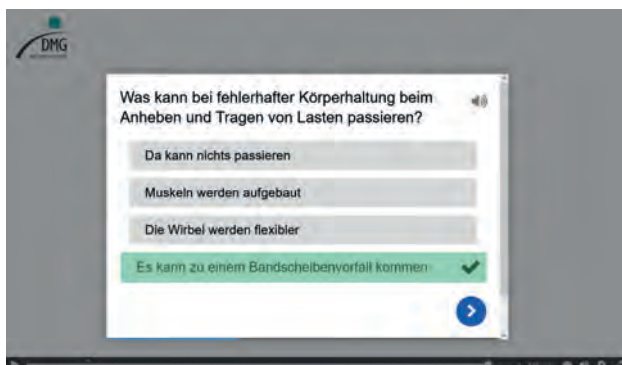 DMG
Was kann bei fehlerhafter Körperhaltung beim
Anheben und Tragen von Lasten passieren?
Da kann nichts passieren
Muskeln werden aufgebaut
Die Wirbel werden flexibler
Es kann zu einem Bandscheibenvorfall kommen